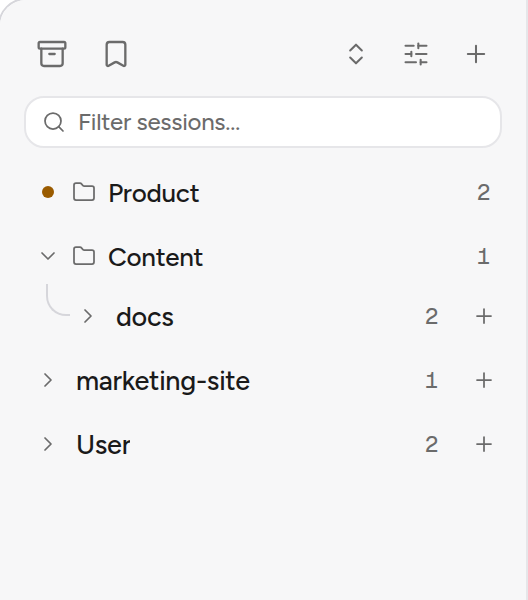 Filter sessions...
Product 2
Content 1
docs 2
marketing-site 1
User 2